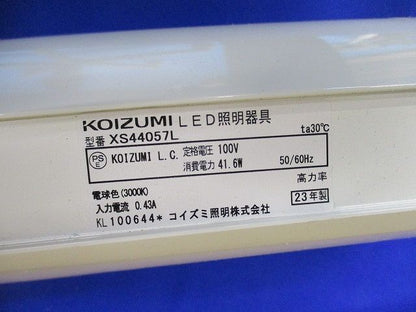 KOIZUMI LED照明器具
型番 XS44057L ta30℃
PS E KOIZUMI L.C. 定格電圧 100V
消費電力 41.6W 50/60Hz
高力率
電球色(3000K)
入力電流 0.43A 23年製
KL100644* コイズミ照明株式会社